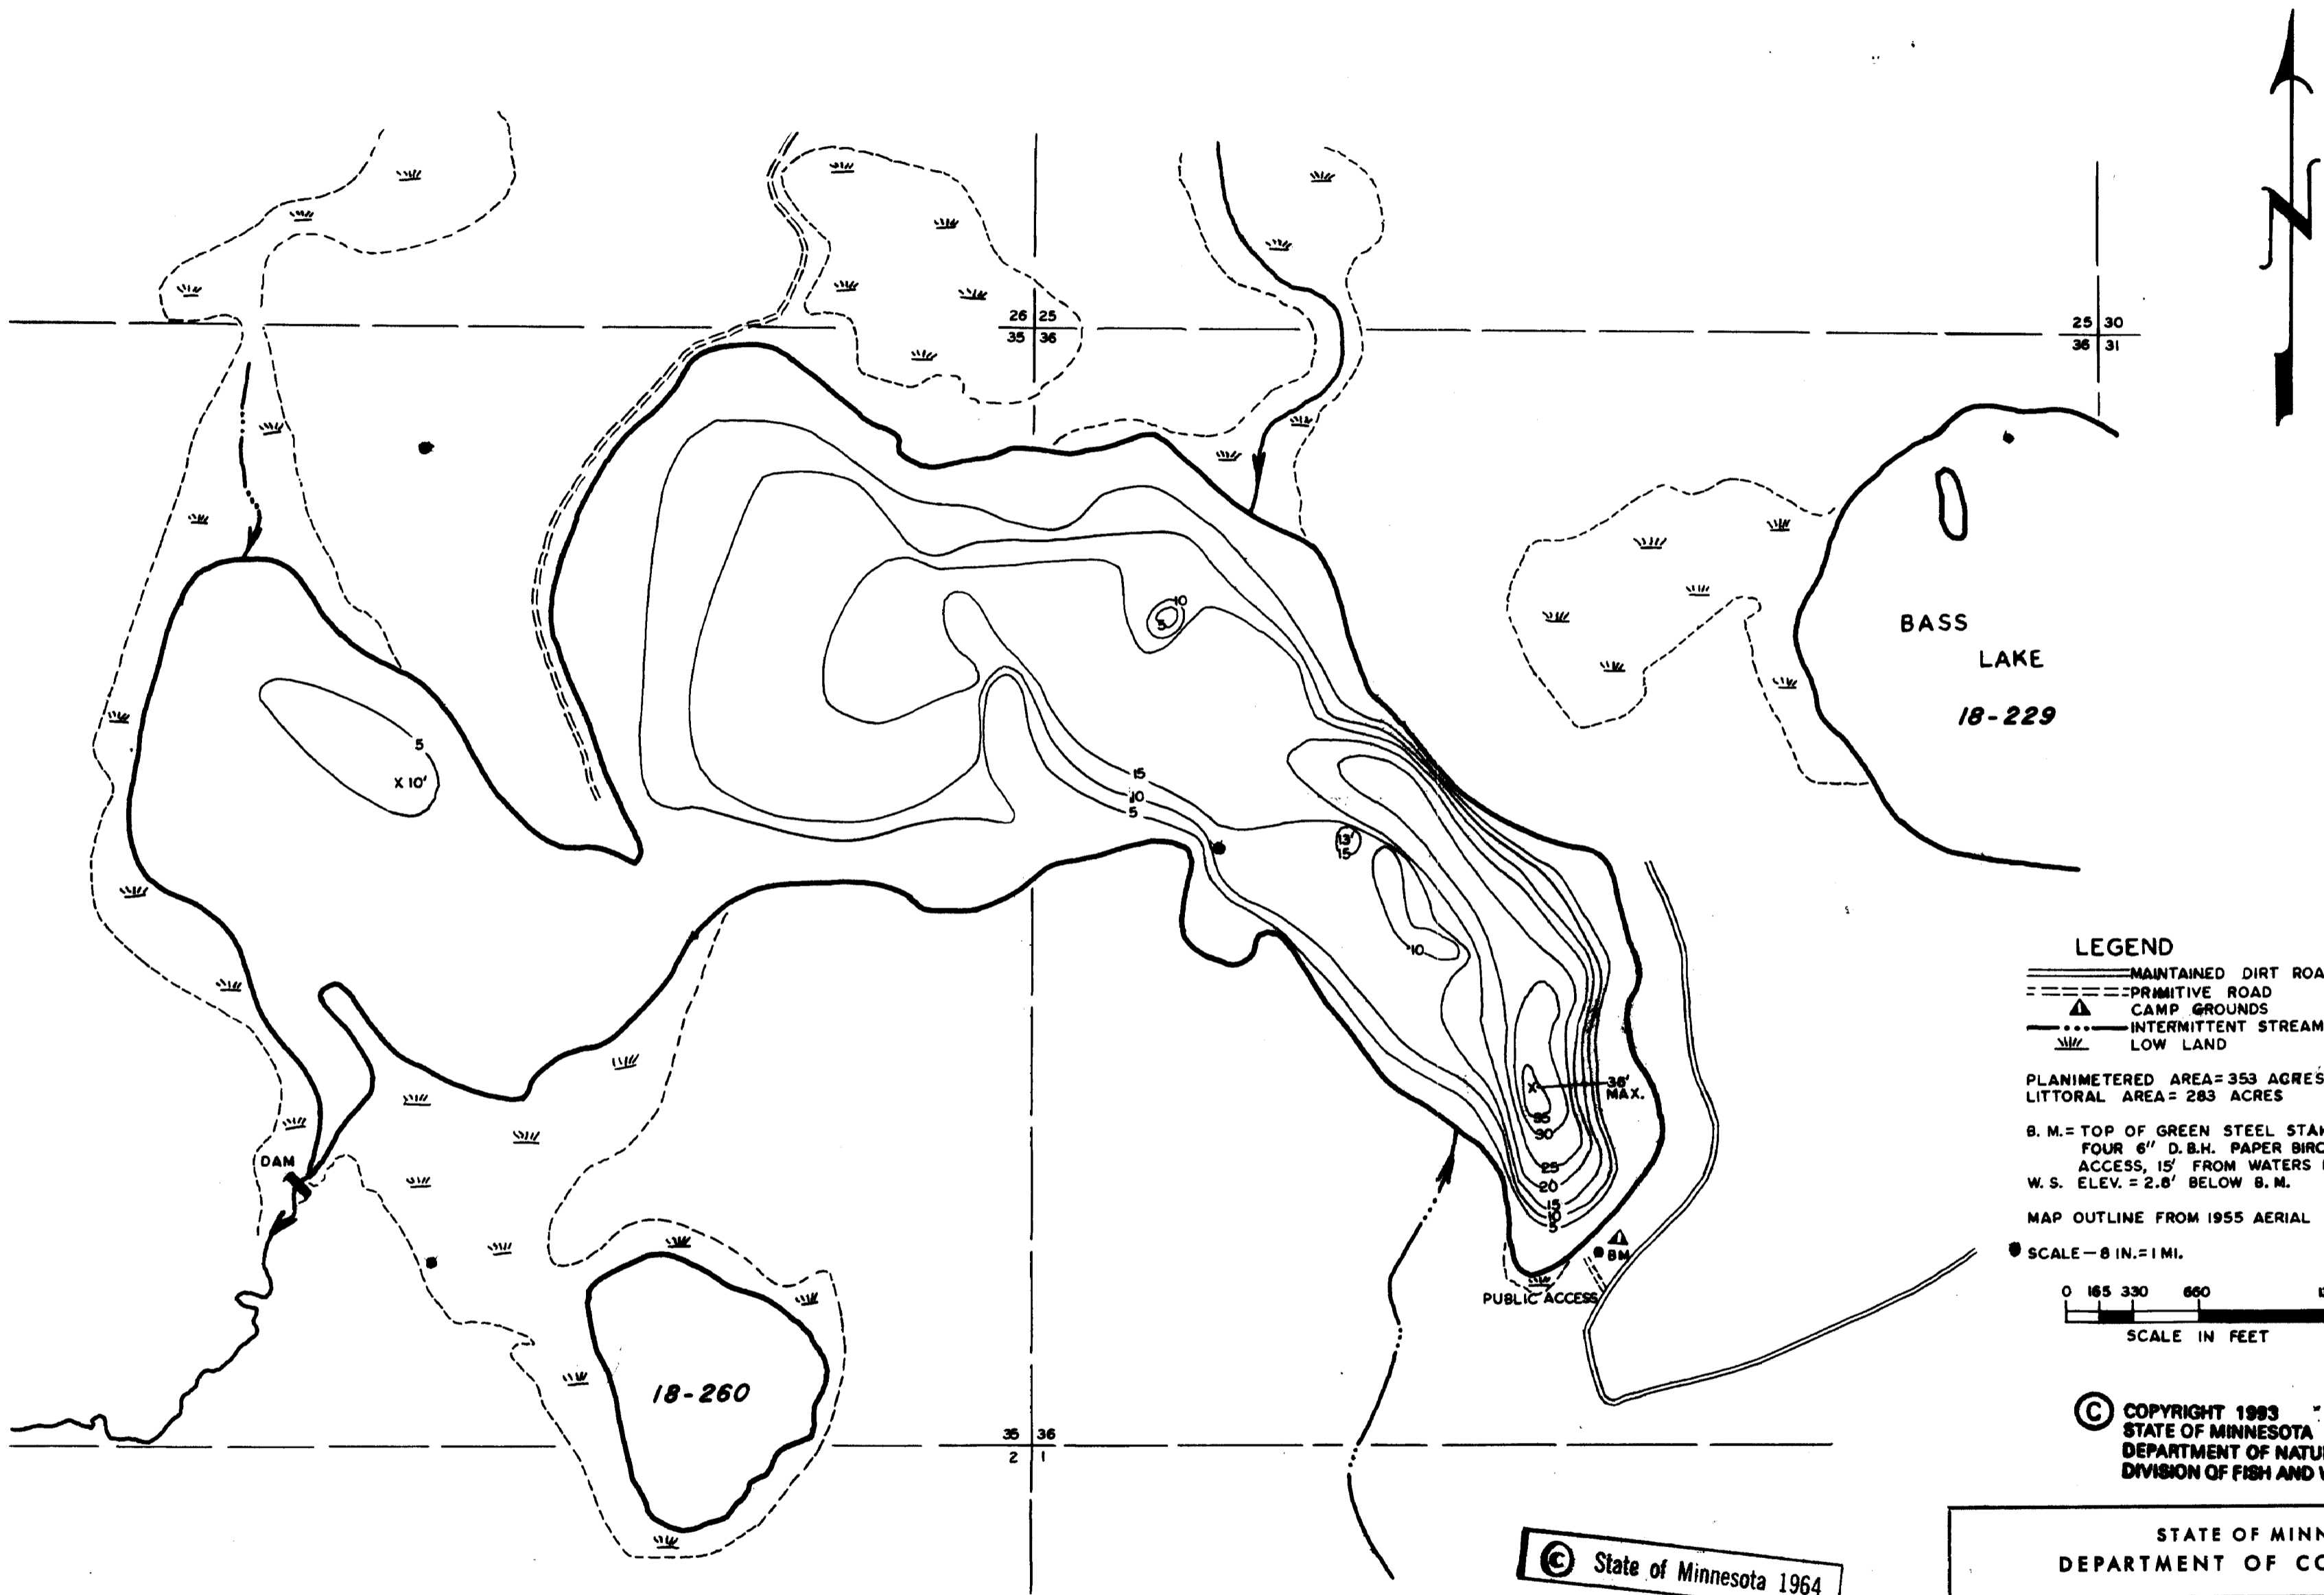 N
26 25
35 36
25 30
36 31
BASS
LAKE
18-229
10
5
5
X 10'
15
10
5
13'
15
10
X
36'
MAX.
35
30
25
20
15
10
5
DAM
BM
PUBLIC ACCESS
18-260
35 36
2 1
LEGEND
MAINTAINED DIRT ROA
PRIMITIVE ROAD
CAMP GROUNDS
INTERMITTENT STREAM
LOW LAND
PLANIMETERED AREA= 353 ACRES
LITTORAL AREA= 283 ACRES
B. M.= TOP OF GREEN STEEL STA
FOUR 6" D.B.H. PAPER BIRC
ACCESS, 15' FROM WATERS
W. S. ELEV. = 2.8' BELOW B. M.
MAP OUTLINE FROM 1955 AERIAL
SCALE—8 IN.=1 MI.
0 165 330 660
SCALE IN FEET
© COPYRIGHT 1993
STATE OF MINNESOTA
DEPARTMENT OF NATU
DIVISION OF FISH AND
© State of Minnesota 1964
STATE OF MINN
DEPARTMENT OF CO